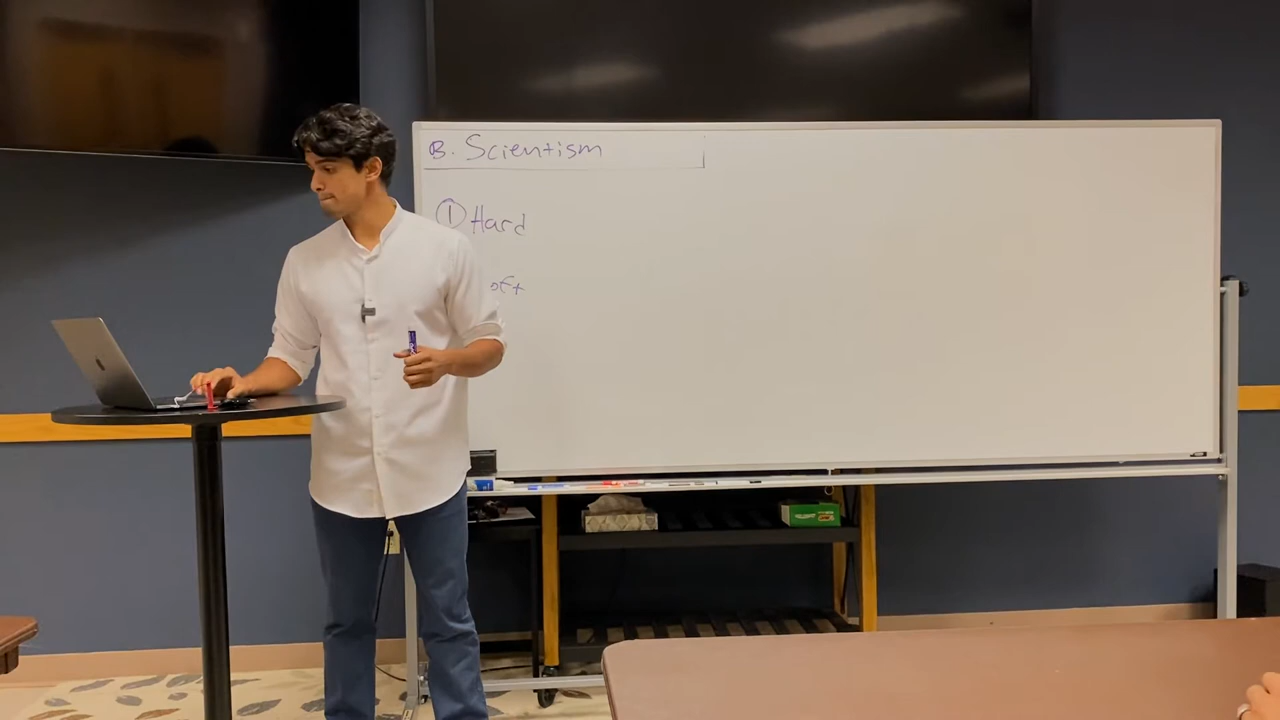 B. Scientism
① Hard
oft